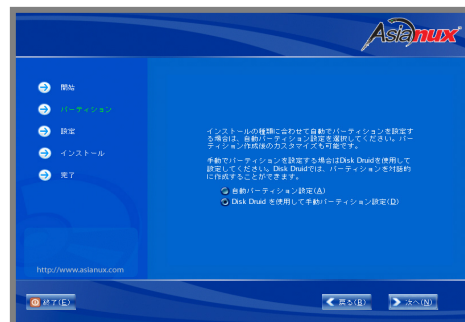 Asianux
開始
パーティション
設定
インストール
完了
インストールの種類に合わせて自動でパーティションを設定す
る場合は、自動パーティション設定を選択してください。パー
ティション作成後のカスタマイズも可能です。
手動でパーティションを設定する場合はDisk Druidを使用して
設定してください。Disk Druidでは、パーティションを対話的
に作成することができます。
自動パーティション設定(A)
Disk Druid を使用して手動パーティション設定(D)
http://www.asianux.com
終了(E)
戻る(B)
次へ(N)